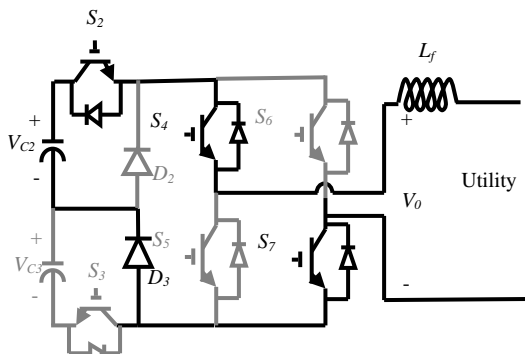 S2
Lf
+
VC2
-
S4
S6
D2
+
V0
Utility
+
VC3
-
S3
S5
D3
S7
-